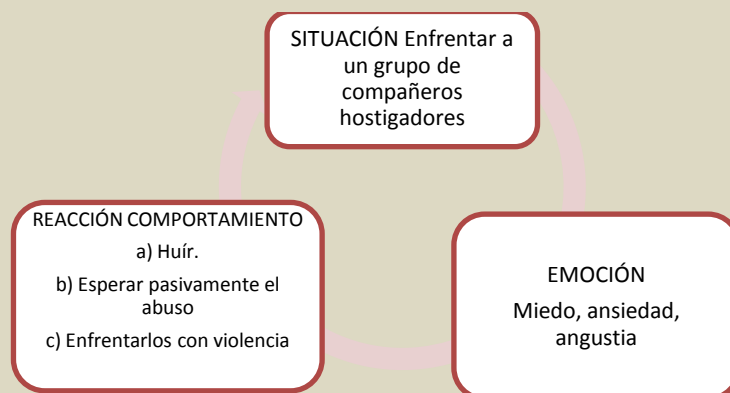 SITUACIÓN Enfrentar a
un grupo de
compañeros
hostigadores
REACCIÓN COMPORTAMIENTO
a) Huír.
b) Esperar pasivamente el
abuso
c) Enfrentarlos con violencia
EMOCIÓN
Miedo, ansiedad,
angustia